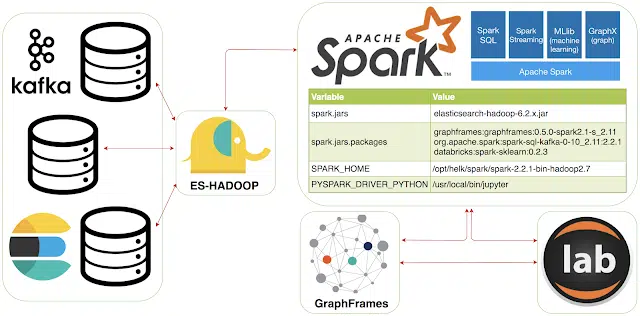 kafka
ES-HADOOP
APACHE
Spark™
Spark SQL
Spark Streaming
MLlib (machine learning)
GraphX (graph)
Apache Spark
Variable Value
spark.jars elasticsearch-hadoop-6.2.x.jar
spark.jars.packages graphframes:graphframes:0.5.0-spark2.1-s_2.11
org.apache.spark:spark-sql-kafka-0-10_2.11:2.2.1
databricks:spark-sklearn:0.2.3
SPARK_HOME /opt/helk/spark/spark-2.2.1-bin-hadoop2.7
PYSPARK_DRIVER_PYTHON /usr/local/bin/jupyter
GraphFrames
lab